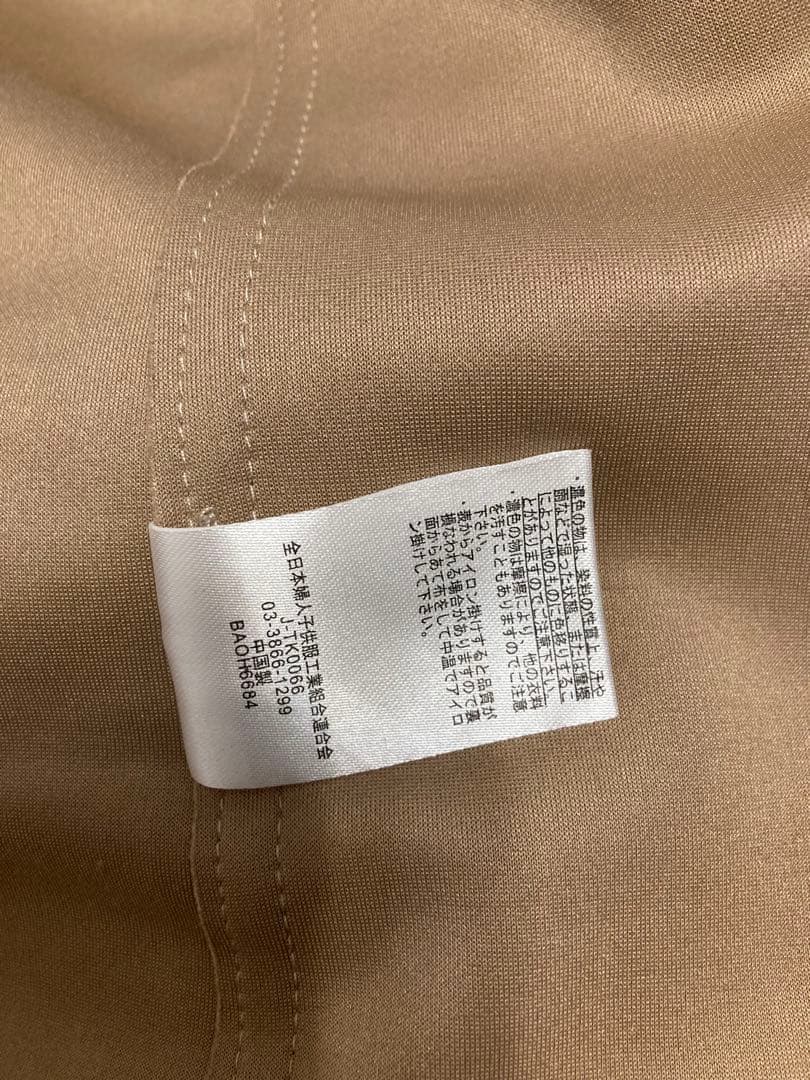 ・濃色の物は、染料の性質上、汗や
雨などで湿った状態、または摩擦
によって他のものに色移りするこ
とがありますのでご注意下さい。
・濃色の物は摩擦により、他の衣料
を汚すこともありますのでご注意
下さい。
・表からアイロン掛けすると品質が
損なわれる場合がありますので裏
面からあて布をして中温でアイロ
ン掛けして下さい。
全日本婦人子供服工業組合連合会
J-TK0066
03-3866-1299
中国製
BAOH6684